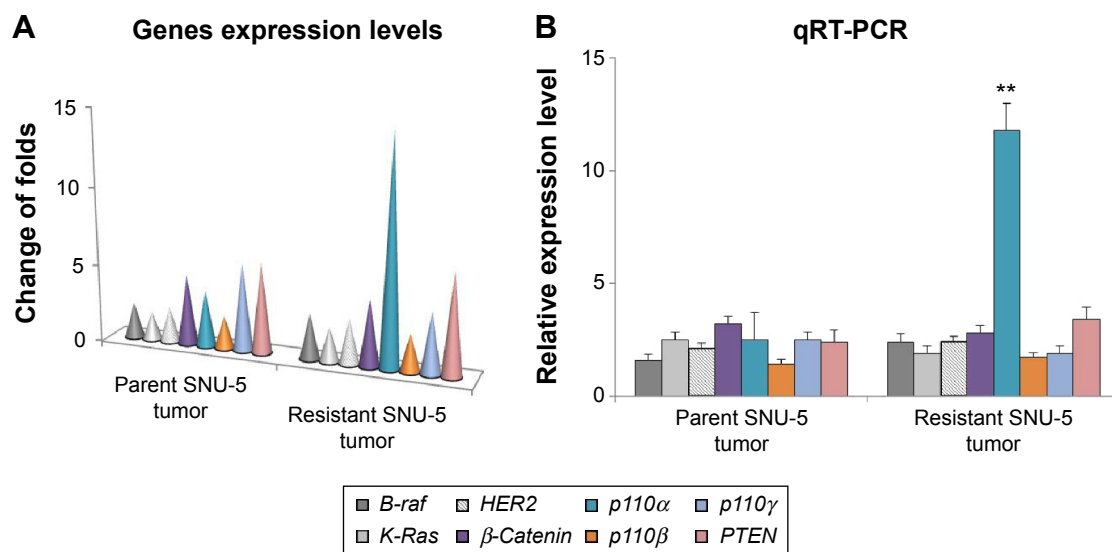 A
Genes expression levels
Change of folds
15
10
5
0
Parent SNU-5
tumor
Resistant SNU-5
tumor
B
qRT-PCR
Relative expression level
15
10
5
0
**
Parent SNU-5
tumor
Resistant SNU-5
tumor
B-raf HER2 p110α p110γ
K-Ras β-Catenin p110β PTEN